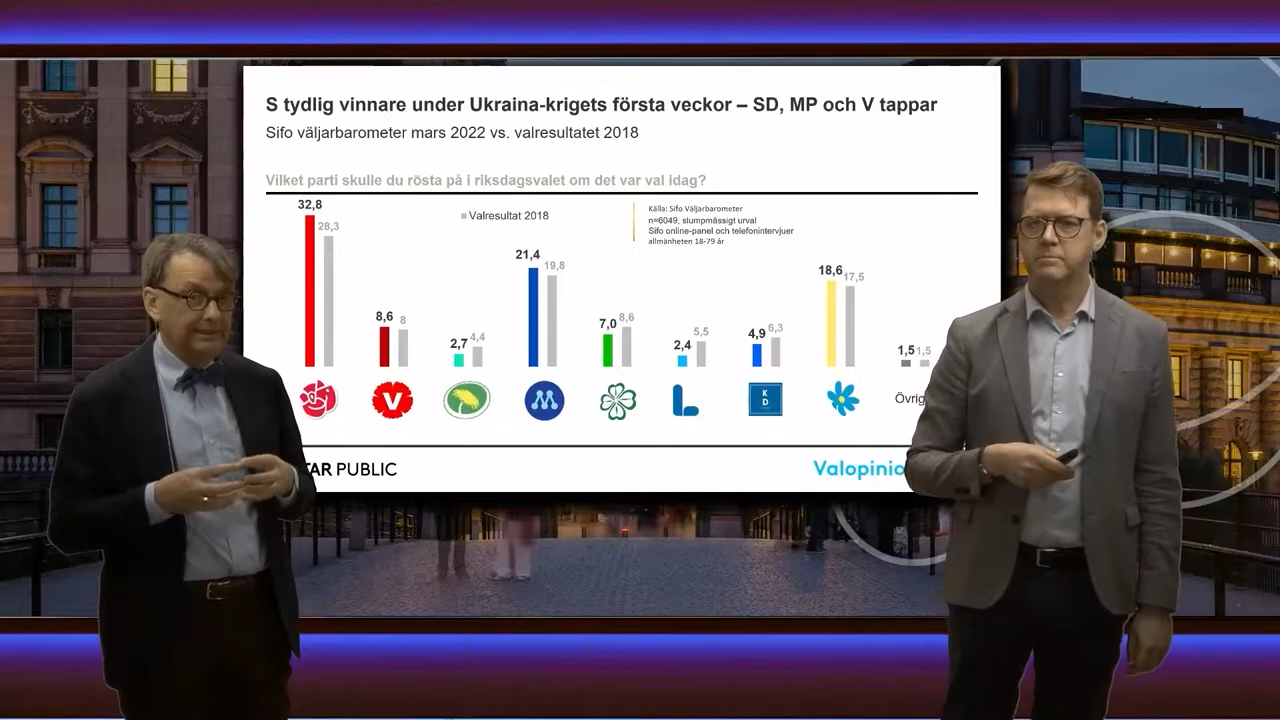 S tydlig vinnare under Ukraina-krigets första veckor – SD, MP och V tappar
Sifo väljarbarometer mars 2022 vs. valresultatet 2018
Vilket parti skulle du rösta på i riksdagsvalet om det var val idag?
Valresultat 2018
Källa: Sifo Väljarbarometer
n=6049, slumpmässigt urval
Sifo online-panel och telefonintervjuer
allmänheten 18-79 år
32,8 28,3
8,6 8
2,7 4,4
21,4 19,8
7,0 8,6
2,4 5,5
4,9 6,3
18,6 17,5
1,5 1,5
V
M
L
K
D
Övrig
TAR PUBLIC
Valopinio